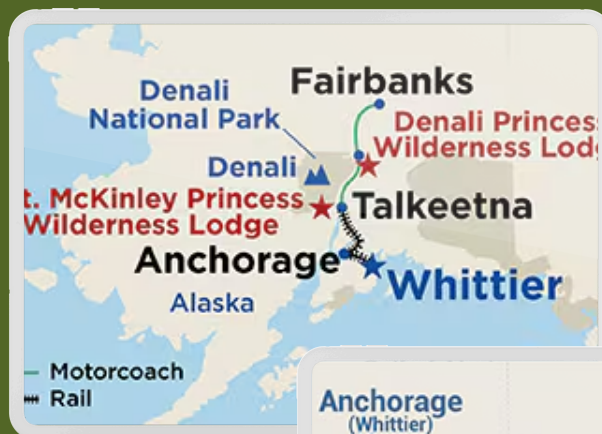 Fairbanks
Denali
National Park
Denali Princess
Wilderness Lod
Denali
t. McKinley Princess
Wilderness Lodge
Talkeetna
Anchorage
Whittier
Alaska
Motorcoach
Rail
Anchorage
(Whittier)